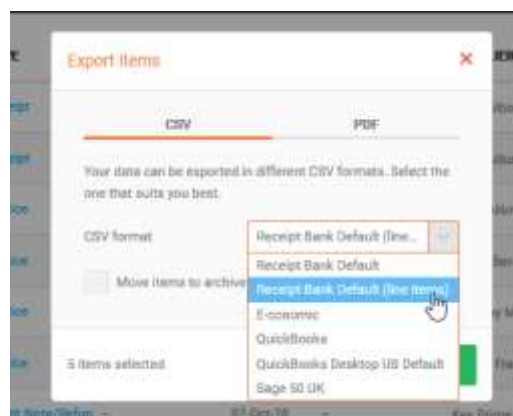 Export Items
CSV PDF
Your data can be exported in different CSV formats. Select the
one that suits you best.
CSV format
Receipt Bank Default (line...
Receipt Bank Default
Move items to archive
Receipt Bank Default (line items)
E-conomic
QuickBooks
5 items selected
QuickBooks Desktop US Default
Sage 50 UK